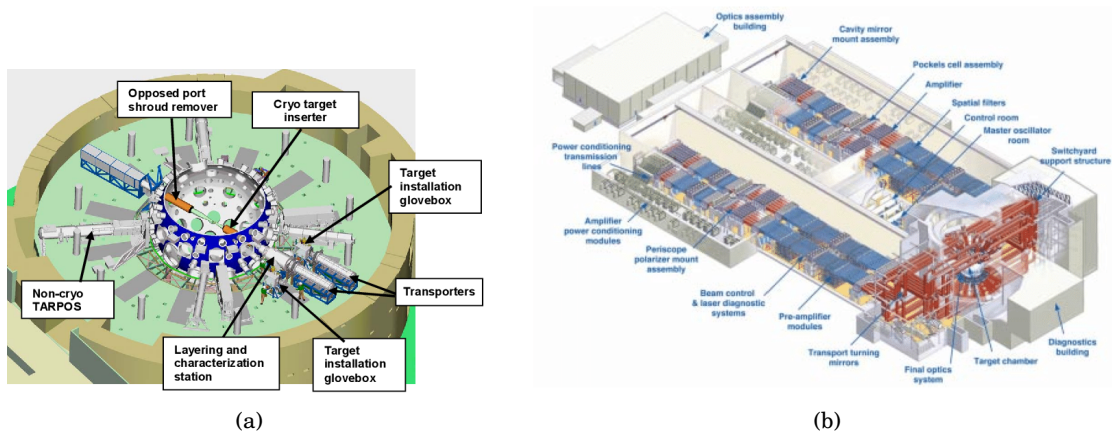 Opposed port
shroud remover
Cryo target
inserter
Target
installation
glovebox
Non-cryo
TARPOS
Transporters
Layering and
characterization
station
Target
installation
glovebox
(a)
Optics assembly
building
Cavity mirror
mount assembly
Pockels cell assembly
Amplifier
Spatial filters
Control room
Master oscillator
room
Switchyard
support structure
Power conditioning
transmission
lines
Amplifier
power conditioning
modules
Periscope
polarizer mount
assembly
Beam control
& laser diagnostic
systems
Pre-amplifier
modules
Transport turning
mirrors
Final optics
system
Target chamber
Diagnostics
building
(b)